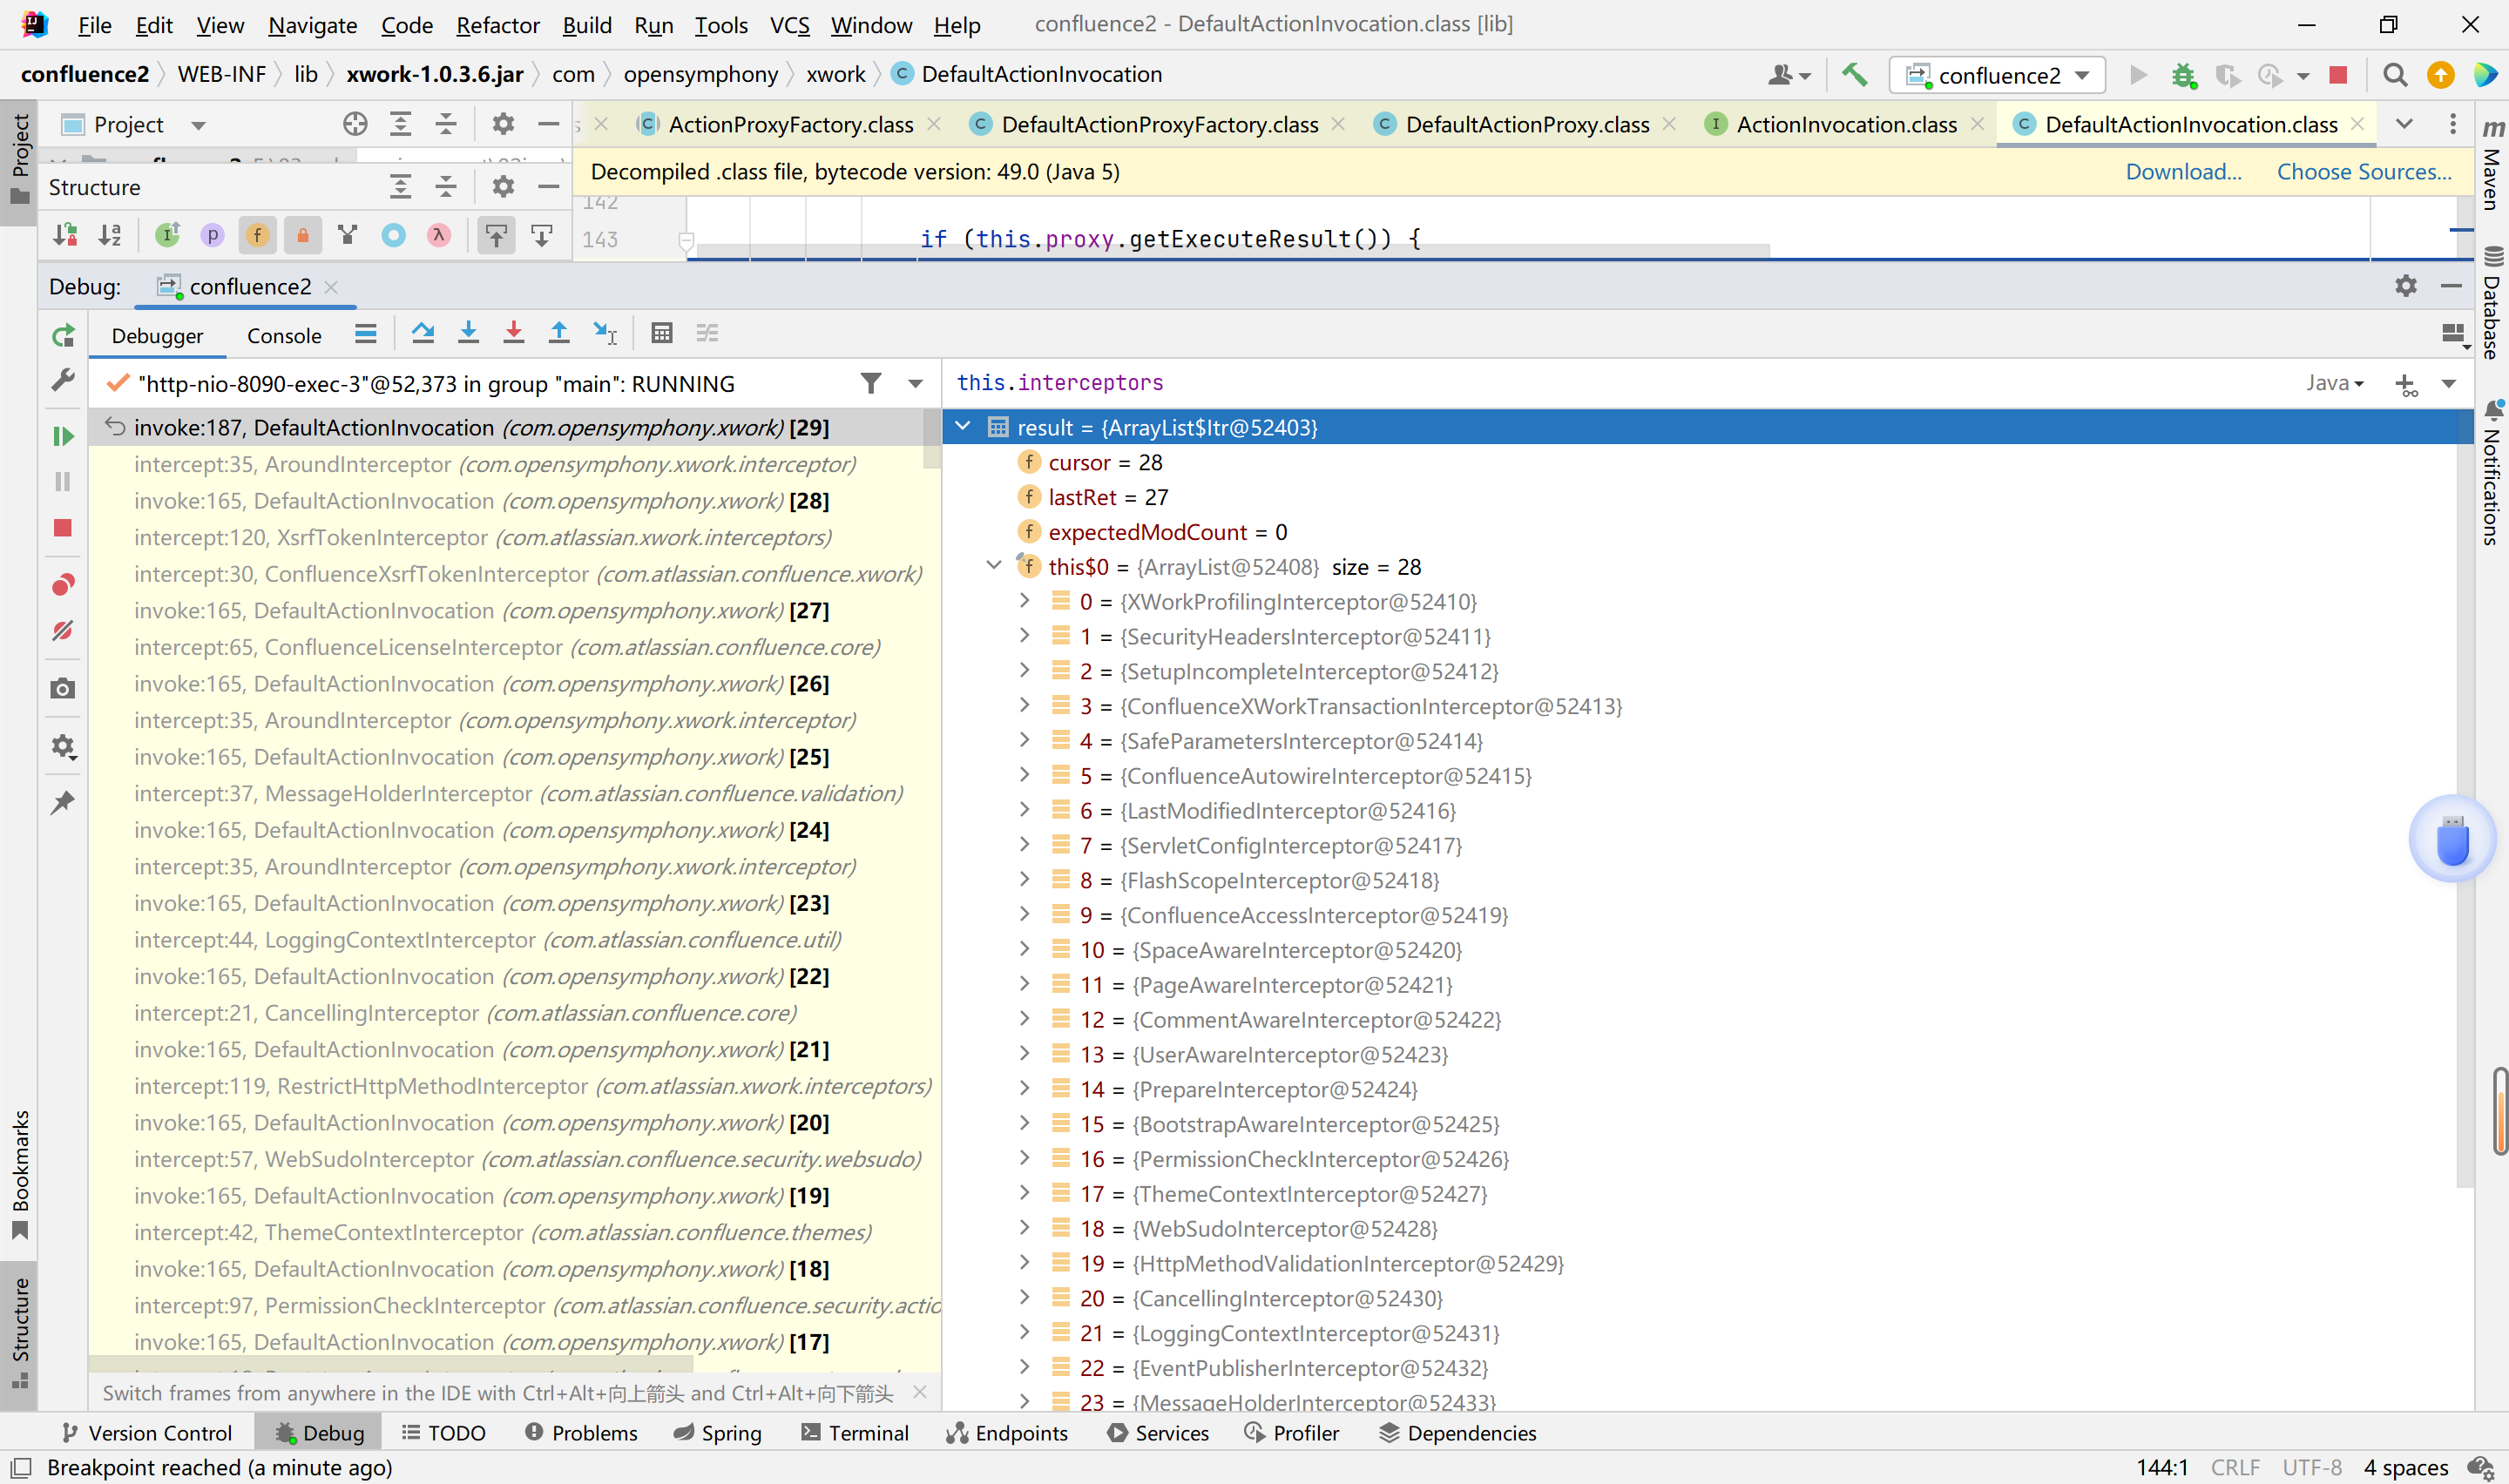 File Edit View Navigate Code Refactor Build Run Tools VCS Window Help confluence2 - DefaultActionInvocation.class [lib]
confluence2 WEB-INF lib xwork-1.0.3.6.jar com opensymphony xwork DefaultActionInvocation confluence2
Project ActionProxyFactory.class DefaultActionProxyFactory.class DefaultActionProxy.class ActionInvocation.class DefaultActionInvocation.class
Structure Decompiled .class file, bytecode version: 49.0 (Java 5) Download... Choose Sources...
142
143 if (this.proxy.getExecuteResult()) {
Debug: confluence2
Debugger Console
"http-nio-8090-exec-3"@52,373 in group "main": RUNNING
invoke:187, DefaultActionInvocation (com.opensymphony.xwork) [29]
intercept:35, AroundInterceptor (com.opensymphony.xwork.interceptor)
invoke:165, DefaultActionInvocation (com.opensymphony.xwork) [28]
intercept:120, XsrfTokenInterceptor (com.atlassian.xwork.interceptors)
intercept:30, ConfluenceXsrfTokenInterceptor (com.atlassian.confluence.xwork)
invoke:165, DefaultActionInvocation (com.opensymphony.xwork) [27]
intercept:65, ConfluenceLicenseInterceptor (com.atlassian.confluence.core)
invoke:165, DefaultActionInvocation (com.opensymphony.xwork) [26]
intercept:35, AroundInterceptor (com.opensymphony.xwork.interceptor)
invoke:165, DefaultActionInvocation (com.opensymphony.xwork) [25]
intercept:37, MessageHolderInterceptor (com.atlassian.confluence.validation)
invoke:165, DefaultActionInvocation (com.opensymphony.xwork) [24]
intercept:35, AroundInterceptor (com.opensymphony.xwork.interceptor)
invoke:165, DefaultActionInvocation (com.opensymphony.xwork) [23]
intercept:44, LoggingContextInterceptor (com.atlassian.confluence.util)
invoke:165, DefaultActionInvocation (com.opensymphony.xwork) [22]
intercept:21, CancellingInterceptor (com.atlassian.confluence.core)
invoke:165, DefaultActionInvocation (com.opensymphony.xwork) [21]
intercept:119, RestrictHttpMethodInterceptor (com.atlassian.xwork.interceptors)
invoke:165, DefaultActionInvocation (com.opensymphony.xwork) [20]
intercept:57, WebSudoInterceptor (com.atlassian.confluence.security.websudo)
invoke:165, DefaultActionInvocation (com.opensymphony.xwork) [19]
intercept:42, ThemeContextInterceptor (com.atlassian.confluence.themes)
invoke:165, DefaultActionInvocation (com.opensymphony.xwork) [18]
intercept:97, PermissionCheckInterceptor (com.atlassian.confluence.security.actio
invoke:165, DefaultActionInvocation (com.opensymphony.xwork) [17]
Switch frames from anywhere in the IDE with Ctrl+Alt+向上箭头 and Ctrl+Alt+向下箭头
this.interceptors Java
result = {ArrayList$Itr@52403}
cursor = 28
lastRet = 27
expectedModCount = 0
this$0 = {ArrayList@52408} size = 28
0 = {XWorkProfilingInterceptor@52410}
1 = {SecurityHeadersInterceptor@52411}
2 = {SetupIncompleteInterceptor@52412}
3 = {ConfluenceXWorkTransactionInterceptor@52413}
4 = {SafeParametersInterceptor@52414}
5 = {ConfluenceAutowireInterceptor@52415}
6 = {LastModifiedInterceptor@52416}
7 = {ServletConfigInterceptor@52417}
8 = {FlashScopeInterceptor@52418}
9 = {ConfluenceAccessInterceptor@52419}
10 = {SpaceAwareInterceptor@52420}
11 = {PageAwareInterceptor@52421}
12 = {CommentAwareInterceptor@52422}
13 = {UserAwareInterceptor@52423}
14 = {PrepareInterceptor@52424}
15 = {BootstrapAwareInterceptor@52425}
16 = {PermissionCheckInterceptor@52426}
17 = {ThemeContextInterceptor@52427}
18 = {WebSudoInterceptor@52428}
19 = {HttpMethodValidationInterceptor@52429}
20 = {CancellingInterceptor@52430}
21 = {LoggingContextInterceptor@52431}
22 = {EventPublisherInterceptor@52432}
23 = {MessageHolderInterceptor@52433}
Project
Bookmarks
Structure
Maven
Database
Notifications
Version Control Debug TODO Problems Spring Terminal Endpoints Services Profiler Dependencies
Breakpoint reached (a minute ago) 144:1 CRLF UTF-8 4 spaces